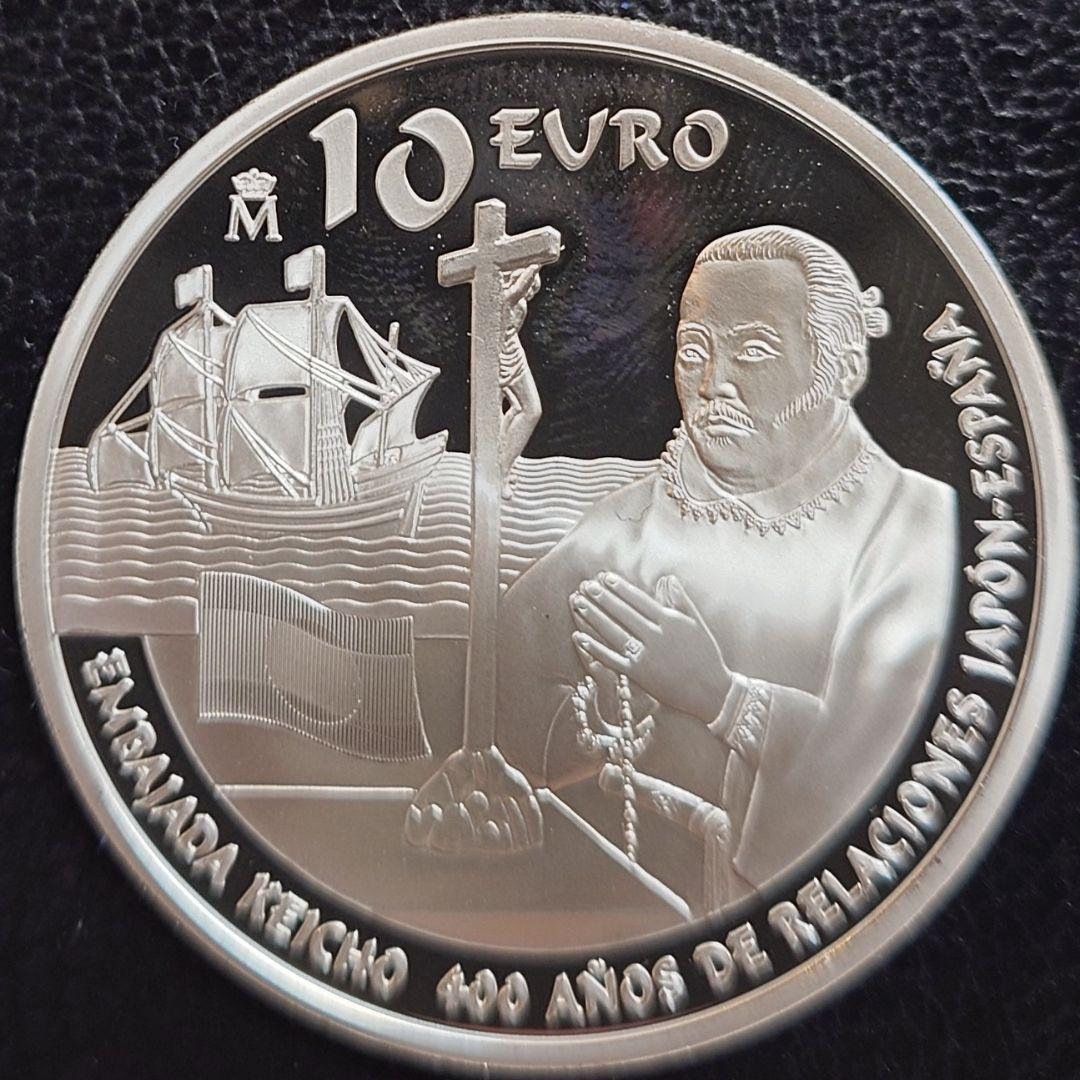 10 EURO
M
EMBAJADA KEICHO 400 AÑOS DE RELACIONES JAPÓN-ESPAÑA